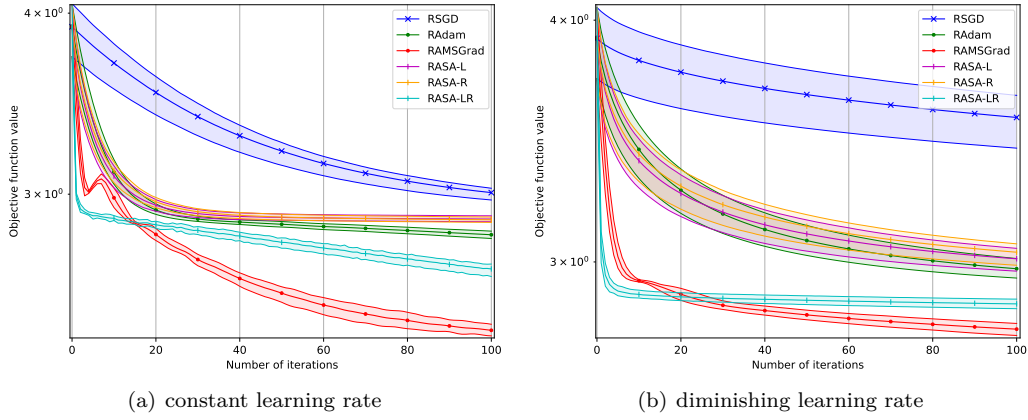 4 × 10⁰
3 × 10⁰
Objective function value
0
20
40
60
80
100
Number of iterations
RSGD
RAdam
RAMSGrad
RASA-L
RASA-R
RASA-LR
(a) constant learning rate
4 × 10⁰
3 × 10⁰
Objective function value
0
20
40
60
80
100
Number of iterations
RSGD
RAdam
RAMSGrad
RASA-L
RASA-R
RASA-LR
(b) diminishing learning rate